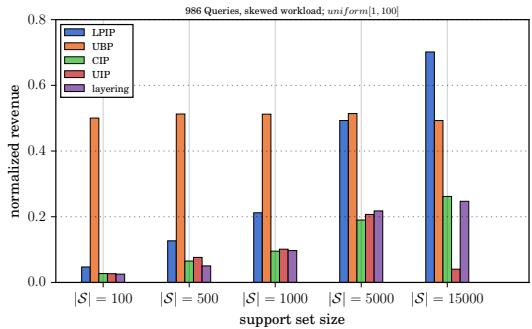 986 Queries, skewed workload; uniform[1, 100]
normalized revenue
0.8
0.6
0.4
0.2
0.0
LPIP
UBP
CIP
UIP
layering
|S| = 100
|S| = 500
|S| = 1000
|S| = 5000
|S| = 15000
support set size